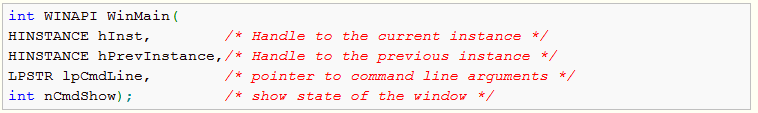 int WINAPI WinMain(
HINSTANCE hInst,         /* Handle to the current instance */
HINSTANCE hPrevInstance,/* Handle to the previous instance */
LPSTR lpCmdLine,         /* pointer to command line arguments */
int nCmdShow);           /* show state of the window */